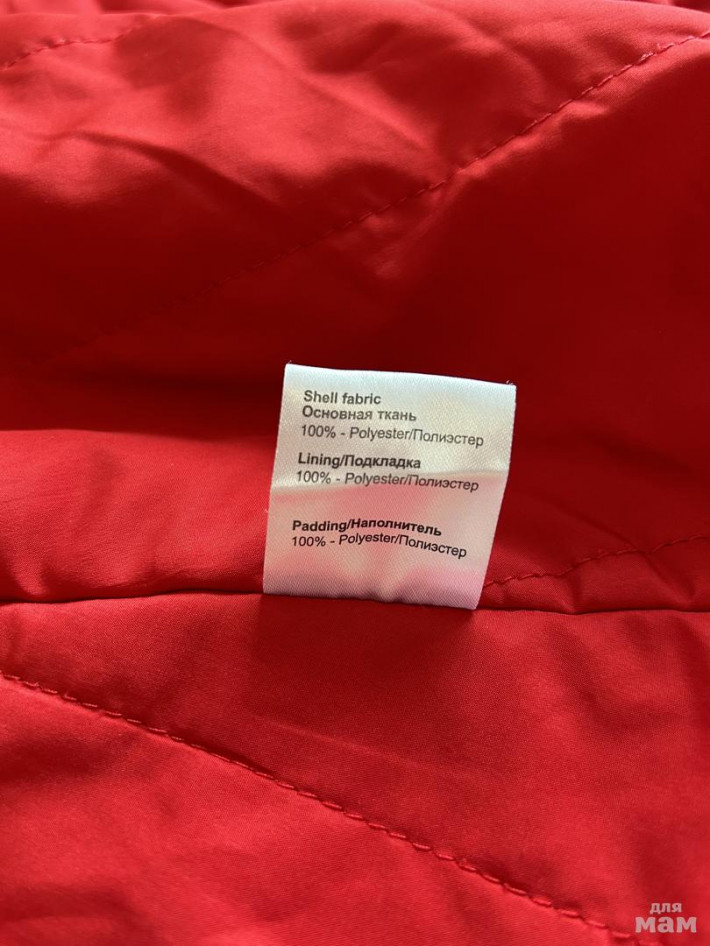 Shell fabric
Основная ткань
100% - Polyester/Полиэстер
Lining/Подкладка
100% - Polyester/Полиэстер
Padding/Наполнитель
100% - Polyester/Полиэстер
для
мам